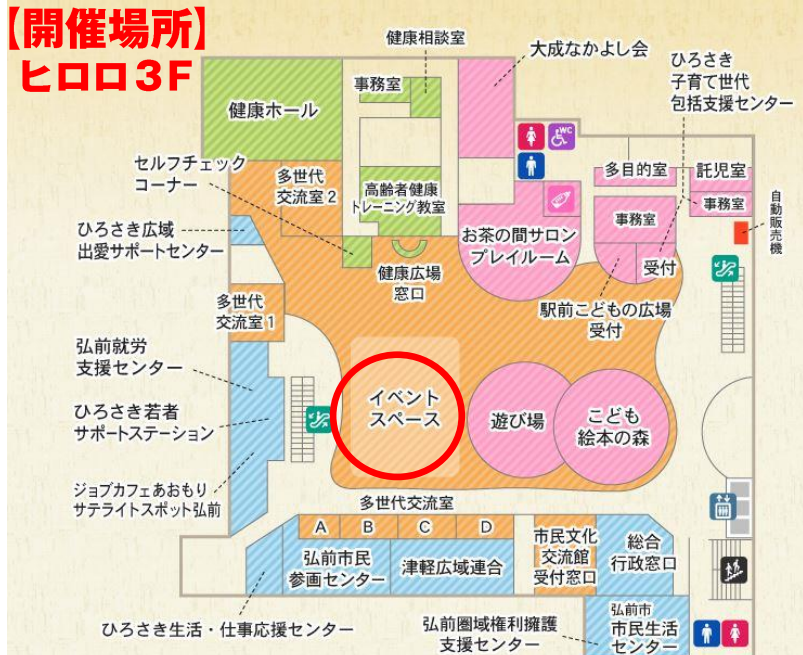 【開催場所】
ヒロロ３F
健康相談室
大成なかよし会
ひろさき
子育て世代
包括支援センター
事務室
健康ホール
WC
セルフチェック
コーナー
多世代
交流室2
高齢者健康
トレーニング教室
多目的室
託児室
事務室
事務室
自動販売機
ひろさき広域
出愛サポートセンター
お茶の間サロン
プレイルーム
受付
健康広場
窓口
多世代
交流室1
駅前こどもの広場
受付
弘前就労
支援センター
イベント
スペース
遊び場
こども
絵本の森
ひろさき若者
サポートステーション
ジョブカフェあおもり
サテライトスポット弘前
多世代交流室
A
B
C
D
弘前市民
参画センター
津軽広域連合
市民文化
交流館
受付窓口
総合
行政窓口
ひろさき生活・仕事応援センター
弘前圏域権利擁護
支援センター
弘前市
市民生活
センター